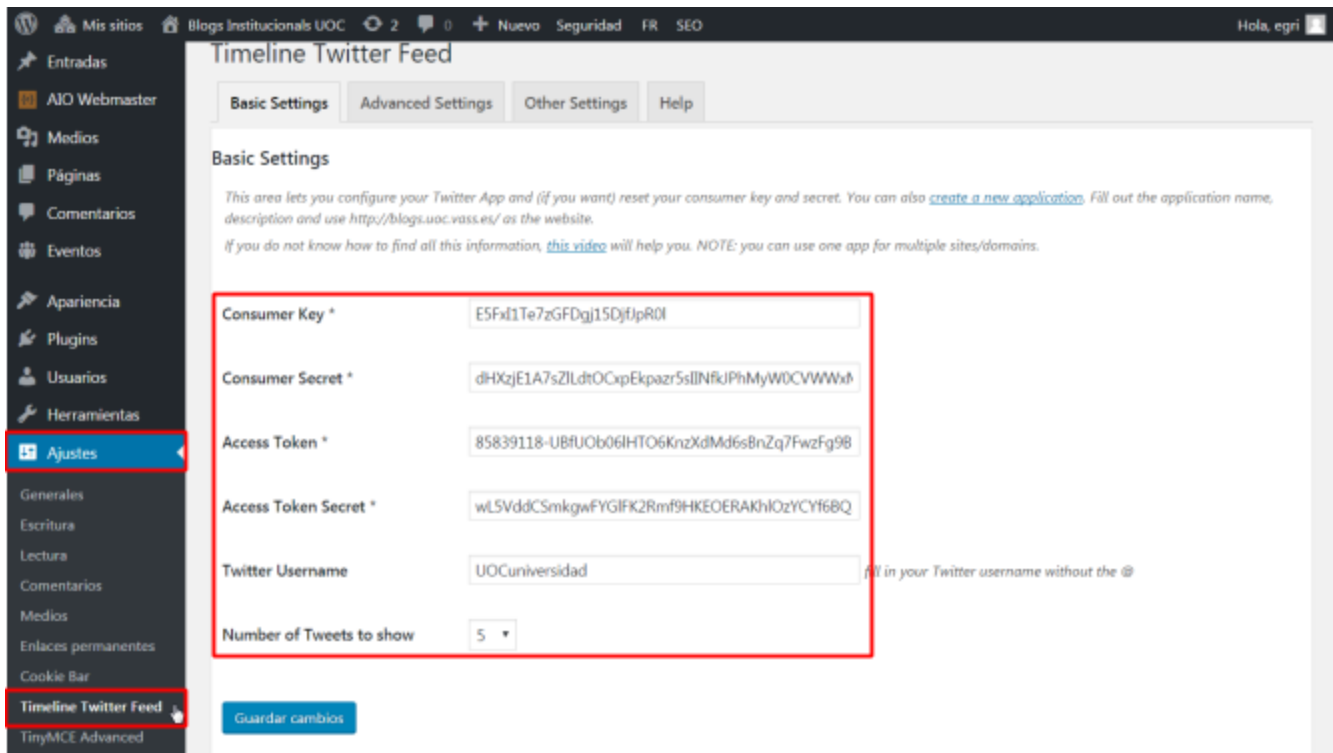 Mis sitios Blogs Institucionals UOC 2 0 Nuevo Seguridad FR SEO Hola, egri
Entradas
AIO Webmaster
Medios
Páginas
Comentarios
Eventos
Apariencia
Plugins
Usuarios
Herramientas
Ajustes
Generales
Escritura
Lectura
Comentarios
Medios
Enlaces permanentes
Cookie Bar
Timeline Twitter Feed
TinyMCE Advanced
Timeline Twitter Feed
Basic Settings Advanced Settings Other Settings Help
Basic Settings
This area lets you configure your Twitter App and (if you want) reset your consumer key and secret. You can also create a new application. Fill out the application name,
description and use http://blogs.uoc.vass.es/ as the website.
If you do not know how to find all this information, this video will help you. NOTE: you can use one app for multiple sites/domains.
Consumer Key *
Consumer Secret *
Access Token *
Access Token Secret *
Twitter Username UOCuniversidad fill in your Twitter username without the @
Number of Tweets to show 5
Guardar cambios